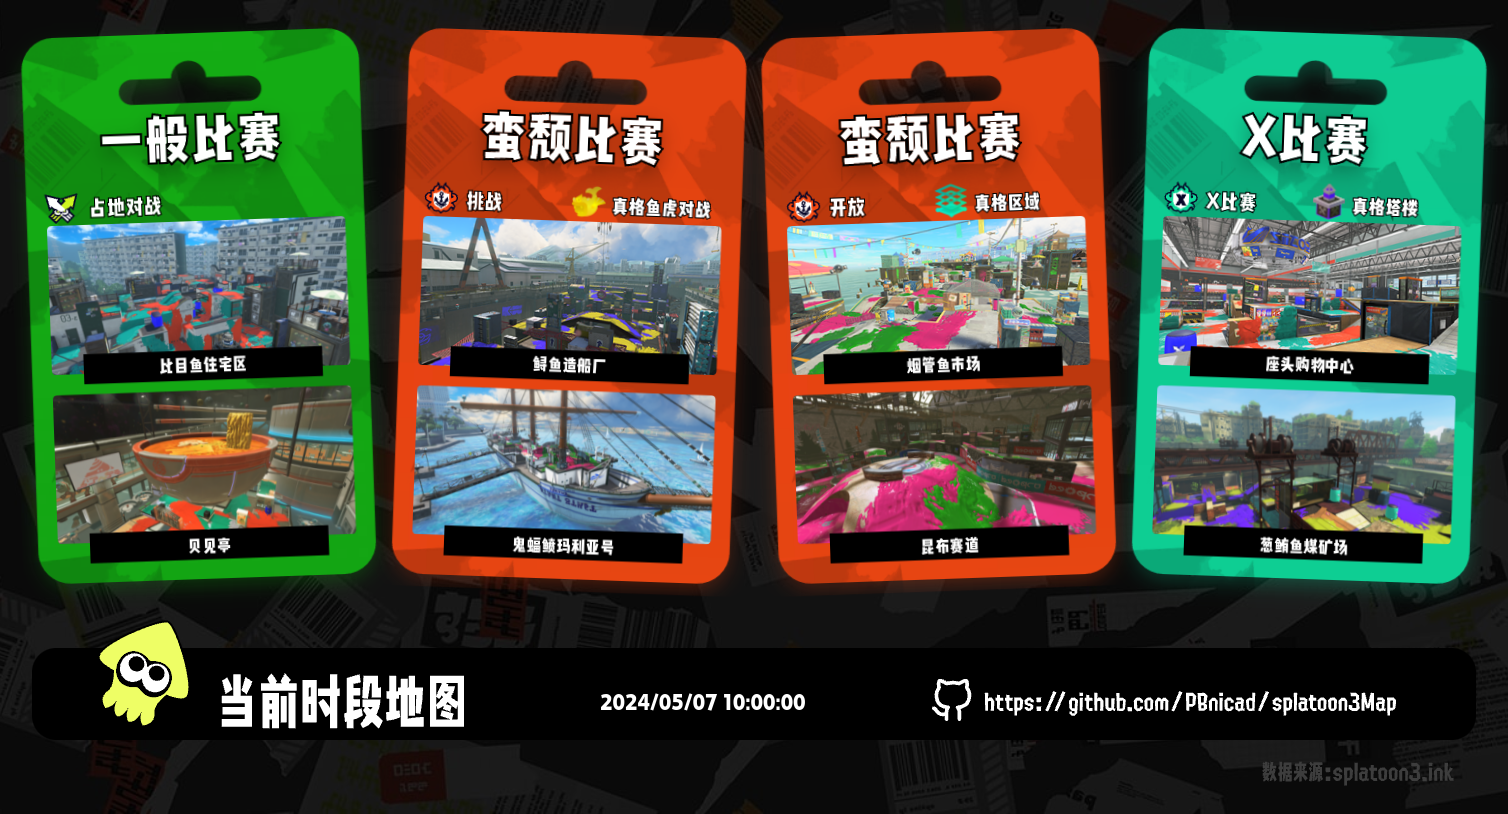 一般比赛
占地对战
比目鱼住宅区
贝见亭
蛮颓比赛
挑战
真格鱼虎对战
鲟鱼造船厂
鬼蝠鲼玛利亚号
蛮颓比赛
开放
真格区域
烟管鱼市场
昆布赛道
X比赛
X比赛
真格塔楼
座头购物中心
葱鲔鱼煤矿场
当前时段地图
2024/05/07 10:00:00
https://github.com/PBnicad/splatoon3Map
数据来源:splatoon3.ink